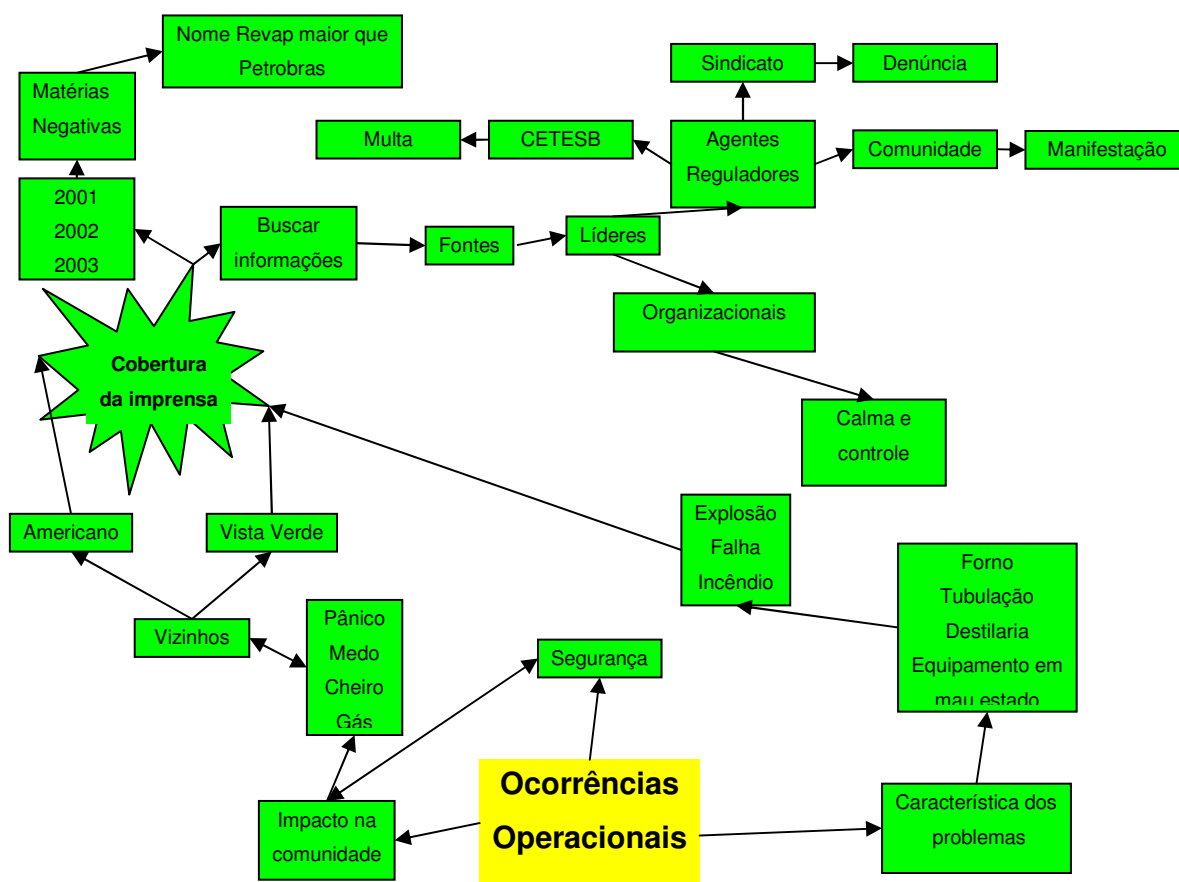 Nome Revap maior que
Petrobras
Matérias
Negativas
Sindicato
Denúncia
Multa
CETESB
Agentes
Reguladores
Comunidade
Manifestação
2001
2002
2003
Buscar
informações
Fontes
Líderes
Organizacionais
Cobertura
da imprensa
Calma e
controle
Americano
Vista Verde
Explosão
Falha
Incêndio
Forno
Tubulação
Destilaria
Equipamento em
mau estado
Vizinhos
Pânico
Medo
Cheiro
Gás
Segurança
Ocorrências
Operacionais
Impacto na
comunidade
Característica dos
problemas